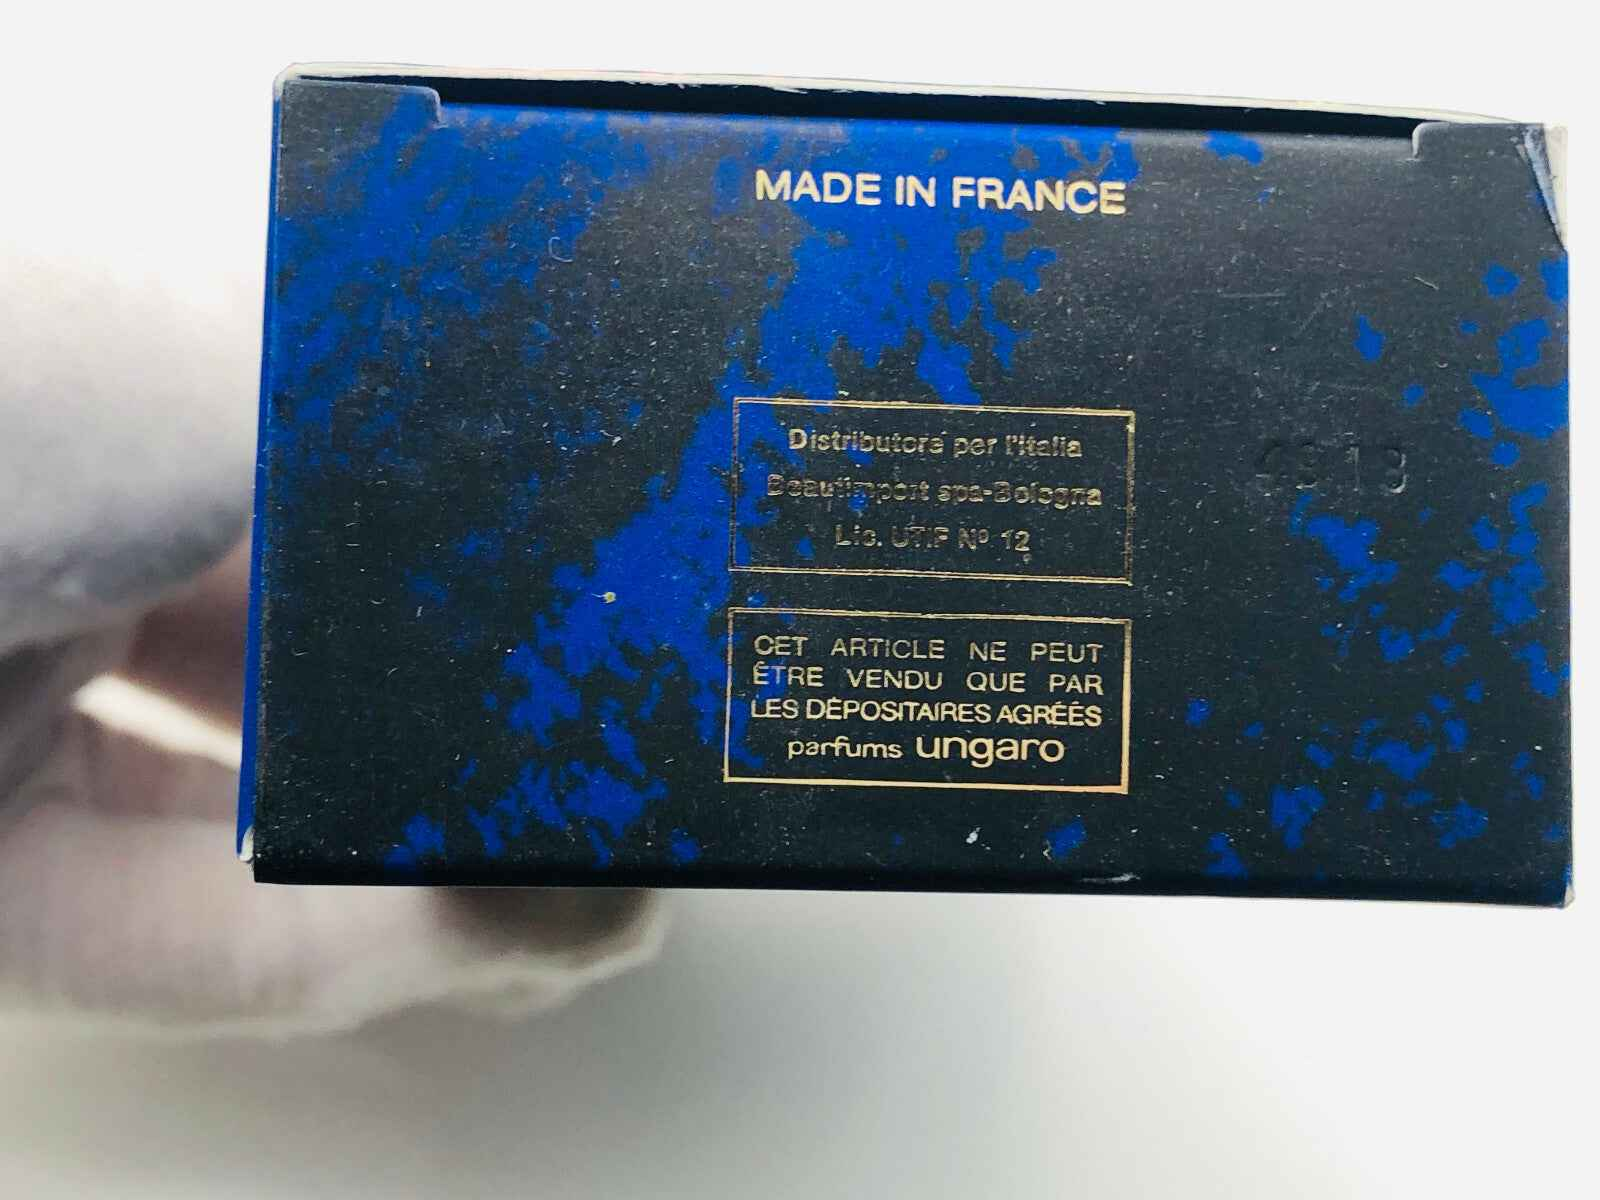 MADE IN FRANCE
Distributore per l'Italia
Beautimport spa-Bologna
Lic. UTIF Nº 12
CET ARTICLE NE PEUT
ÊTRE VENDU QUE PAR
LES DÉPOSITAIRES AGRÉÉS
parfums ungaro